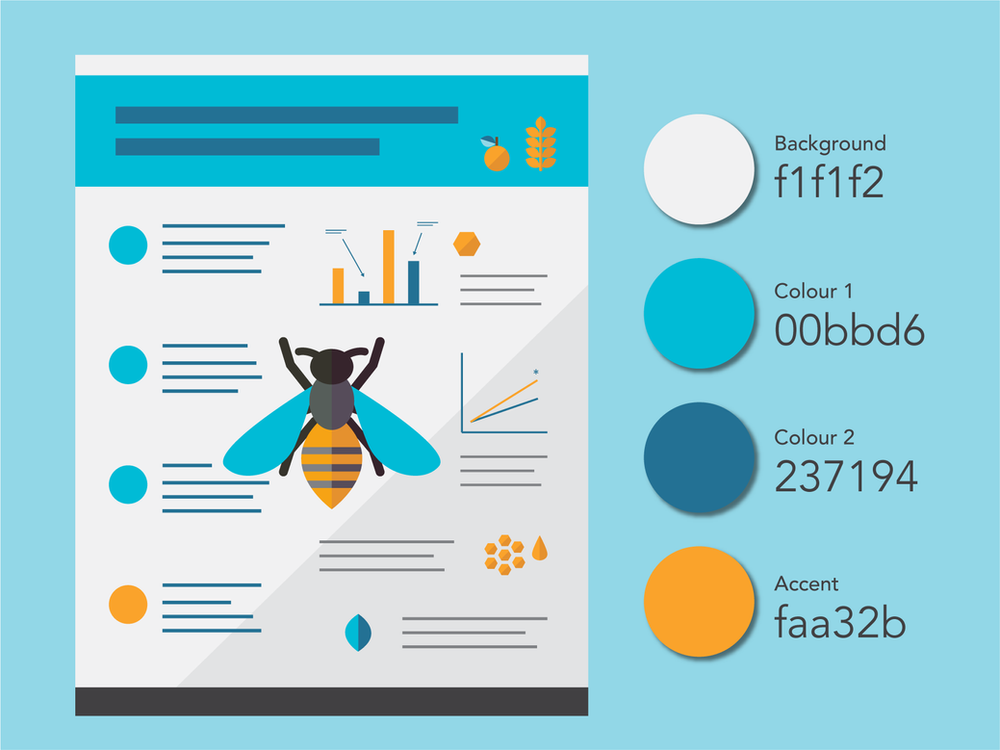 Background
f1f1f2
Colour 1
00bbd6
Colour 2
237194
Accent
faa32b